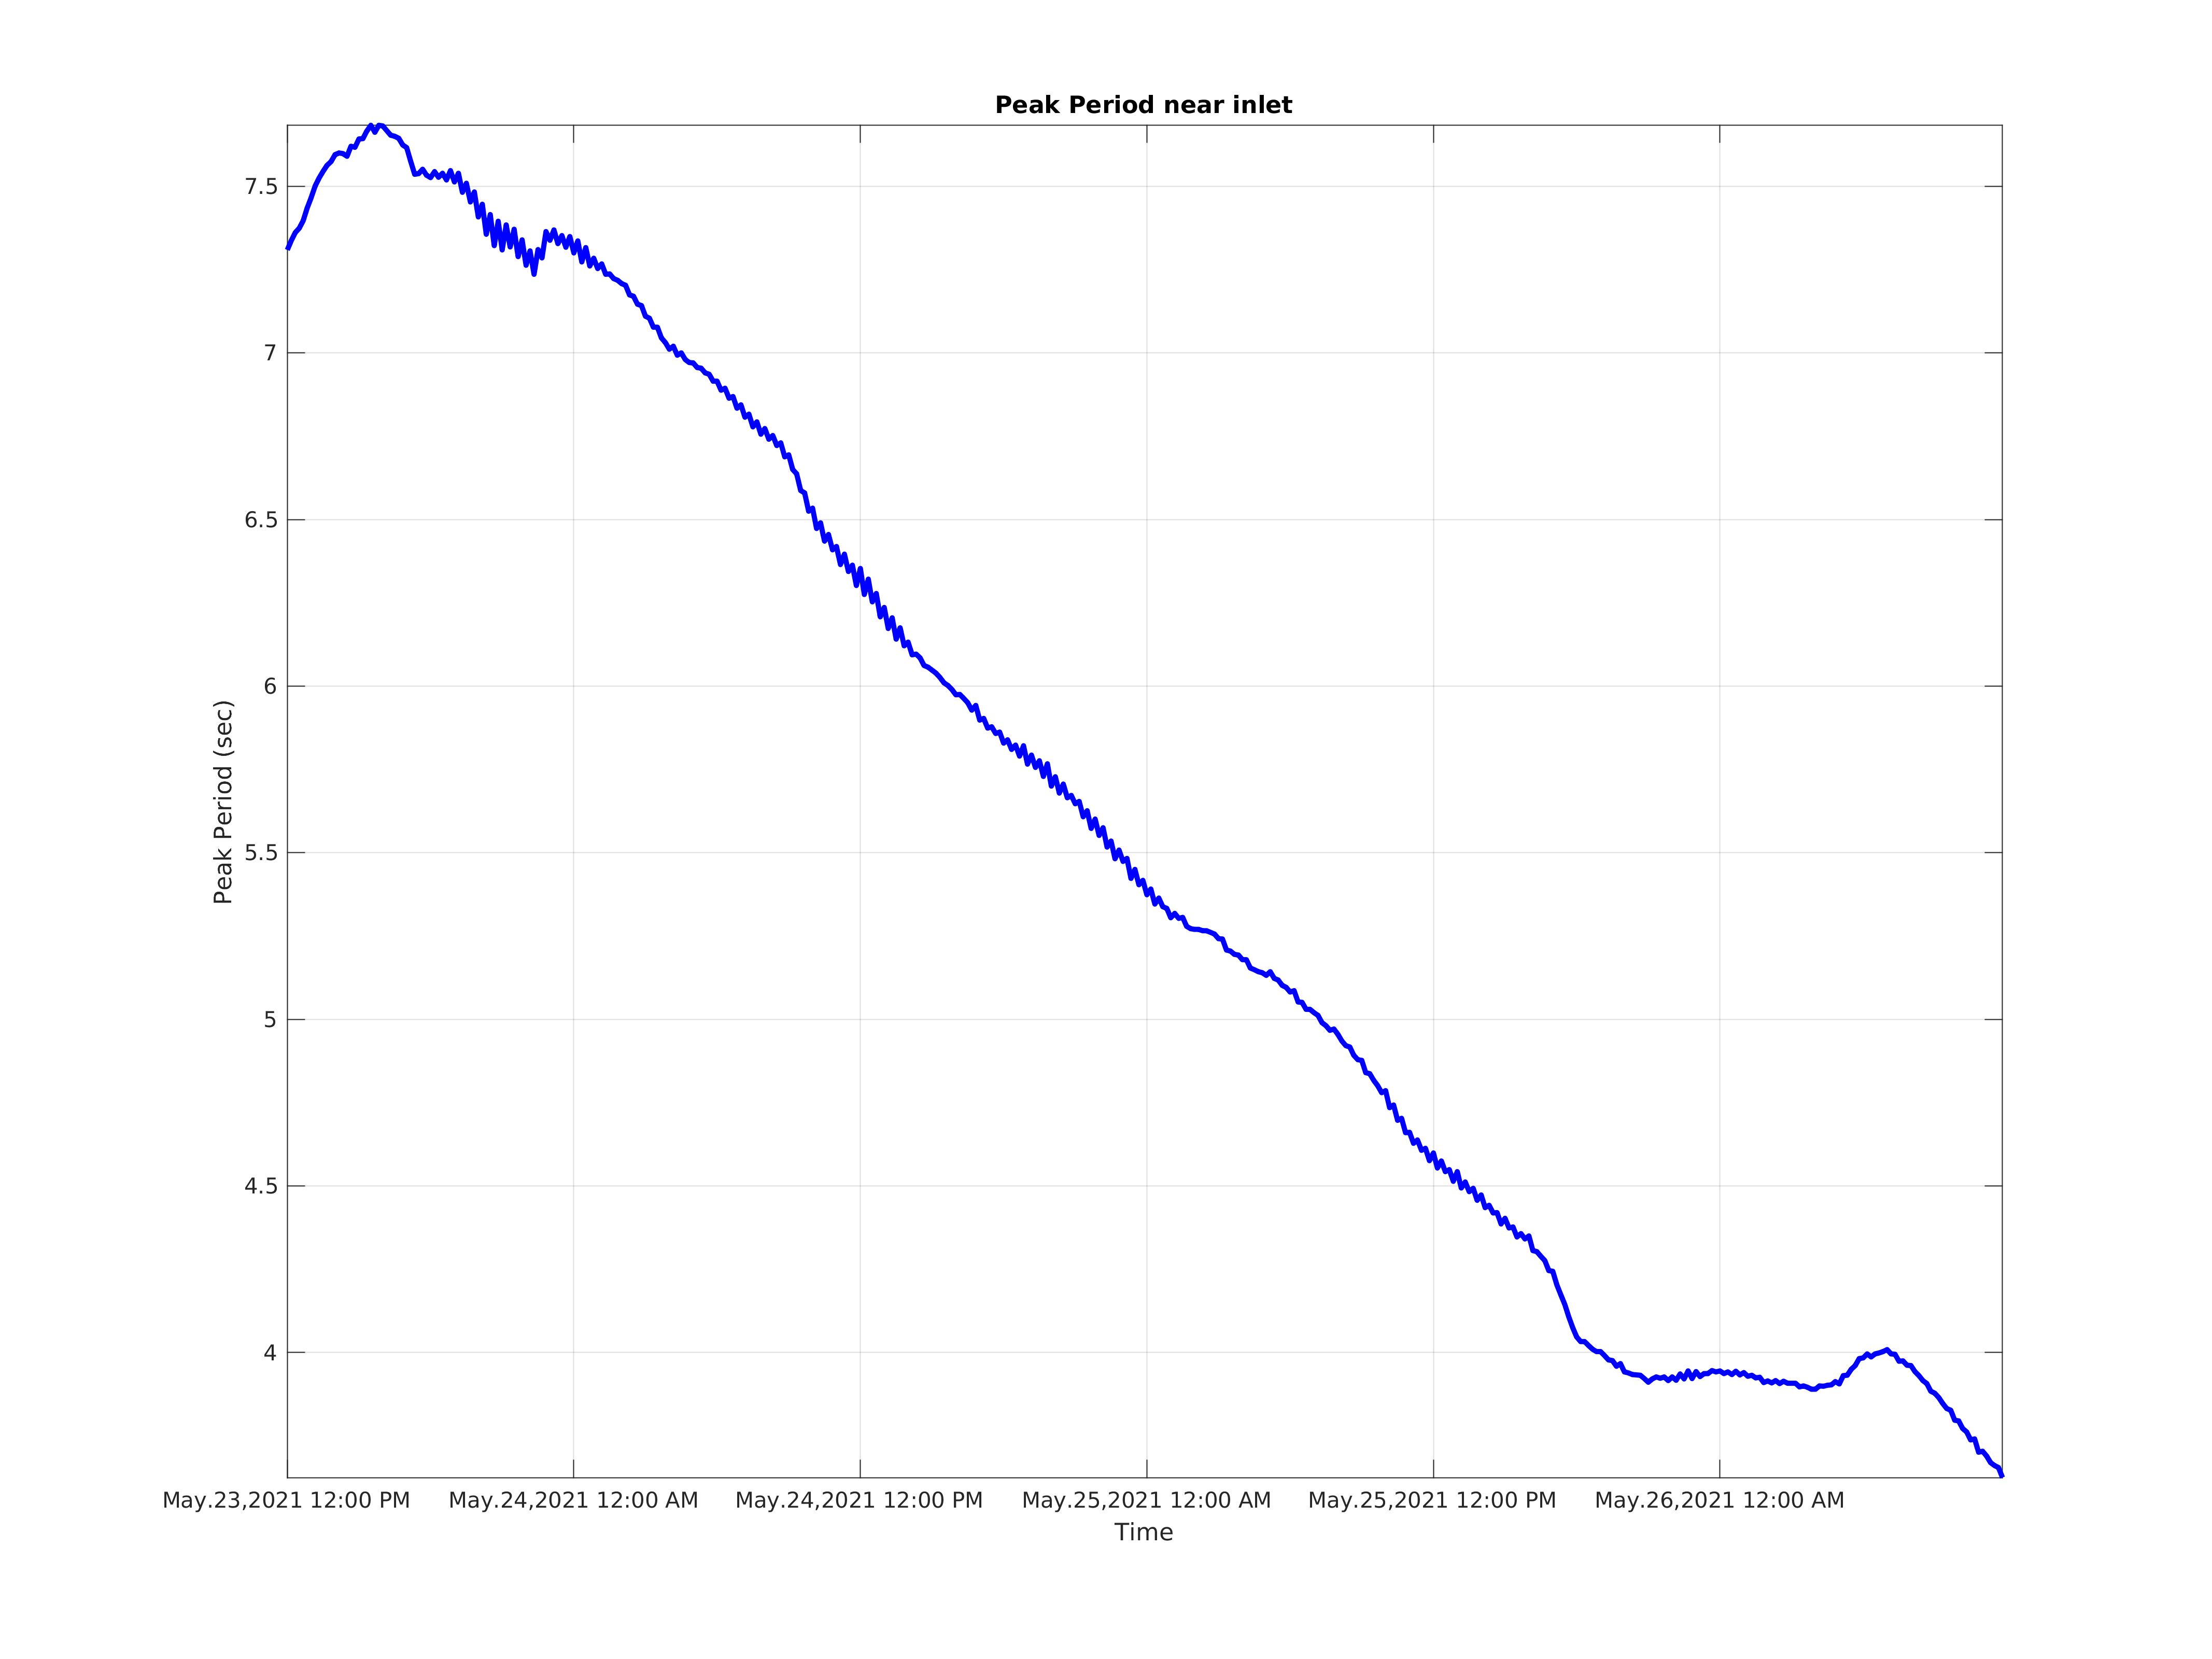 Peak Period near inlet
Peak Period (sec)
7.5
7
6.5
6
5.5
5
4.5
4
May.23,2021 12:00 PM
May.24,2021 12:00 AM
May.24,2021 12:00 PM
May.25,2021 12:00 AM
May.25,2021 12:00 PM
May.26,2021 12:00 AM
Time